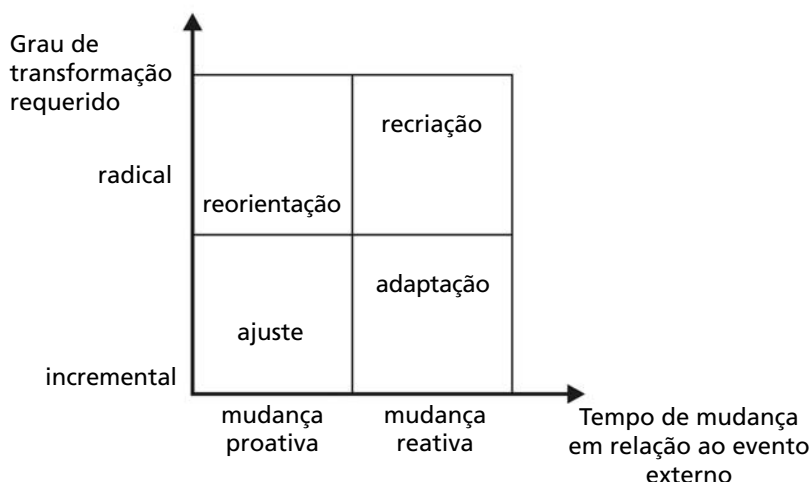 Grau de
transformação
requerido
recriação
radical
reorientação
adaptação
ajuste
incremental
mudança
proativa
mudança
reativa
Tempo de mudança
em relação ao evento
externo